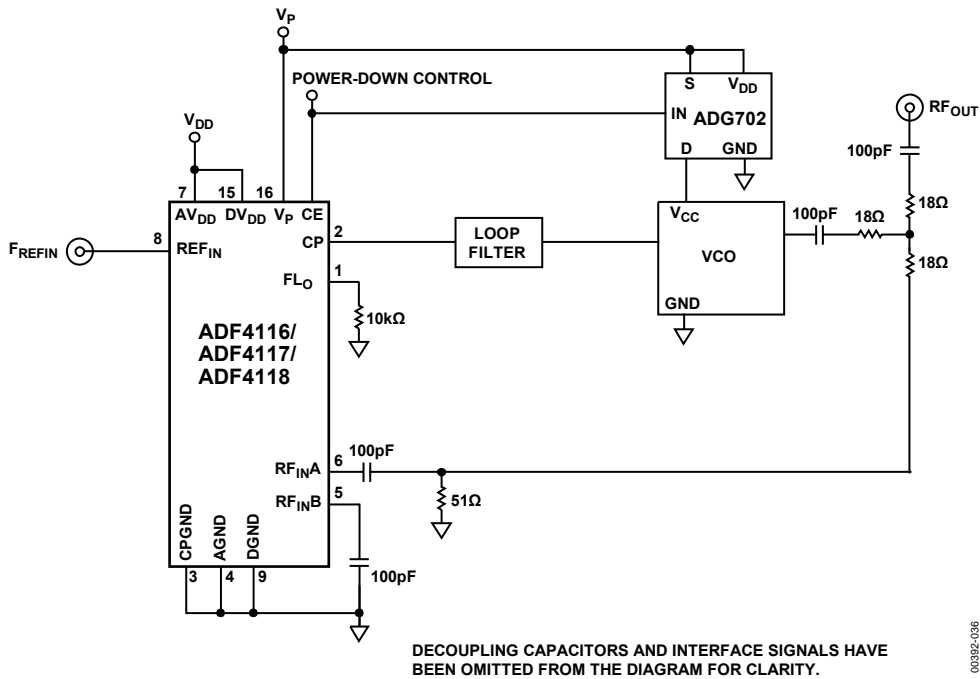 VP
POWER-DOWN CONTROL
S VDD
IN ADG702
D GND
RFOUT
100pF
18Ω
VDD
7 15 16
AVDD DVDD VP CE
FREFIN
8
REFIN
CP
2
LOOP
FILTER
VCC
VCO
GND
100pF
18Ω
18Ω
FLO
1
10kΩ
ADF4116/
ADF4117/
ADF4118
RFINA
6
100pF
51Ω
RFINB
5
100pF
CPGND
AGND
DGND
3 4 9
DECOUPLING CAPACITORS AND INTERFACE SIGNALS HAVE
BEEN OMITTED FROM THE DIAGRAM FOR CLARITY.
00392-036